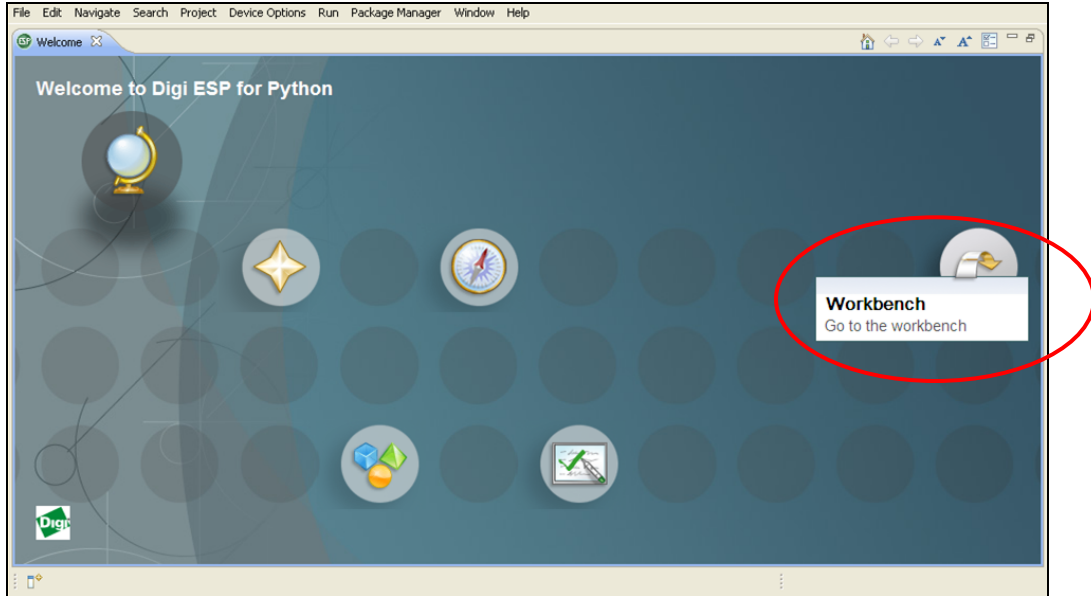 File Edit Navigate Search Project Device Options Run Package Manager Window Help
ESP Welcome
Welcome to Digi ESP for Python
Workbench
Go to the workbench
Digi